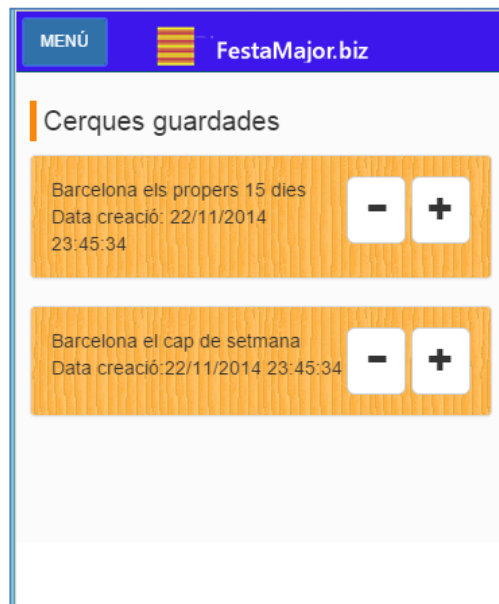 MENÚ
FestaMajor.biz
Cerques guardades
Barcelona els propers 15 dies
Data creació: 22/11/2014
23:45:34
Barcelona el cap de setmana
Data creació:22/11/2014 23:45:34